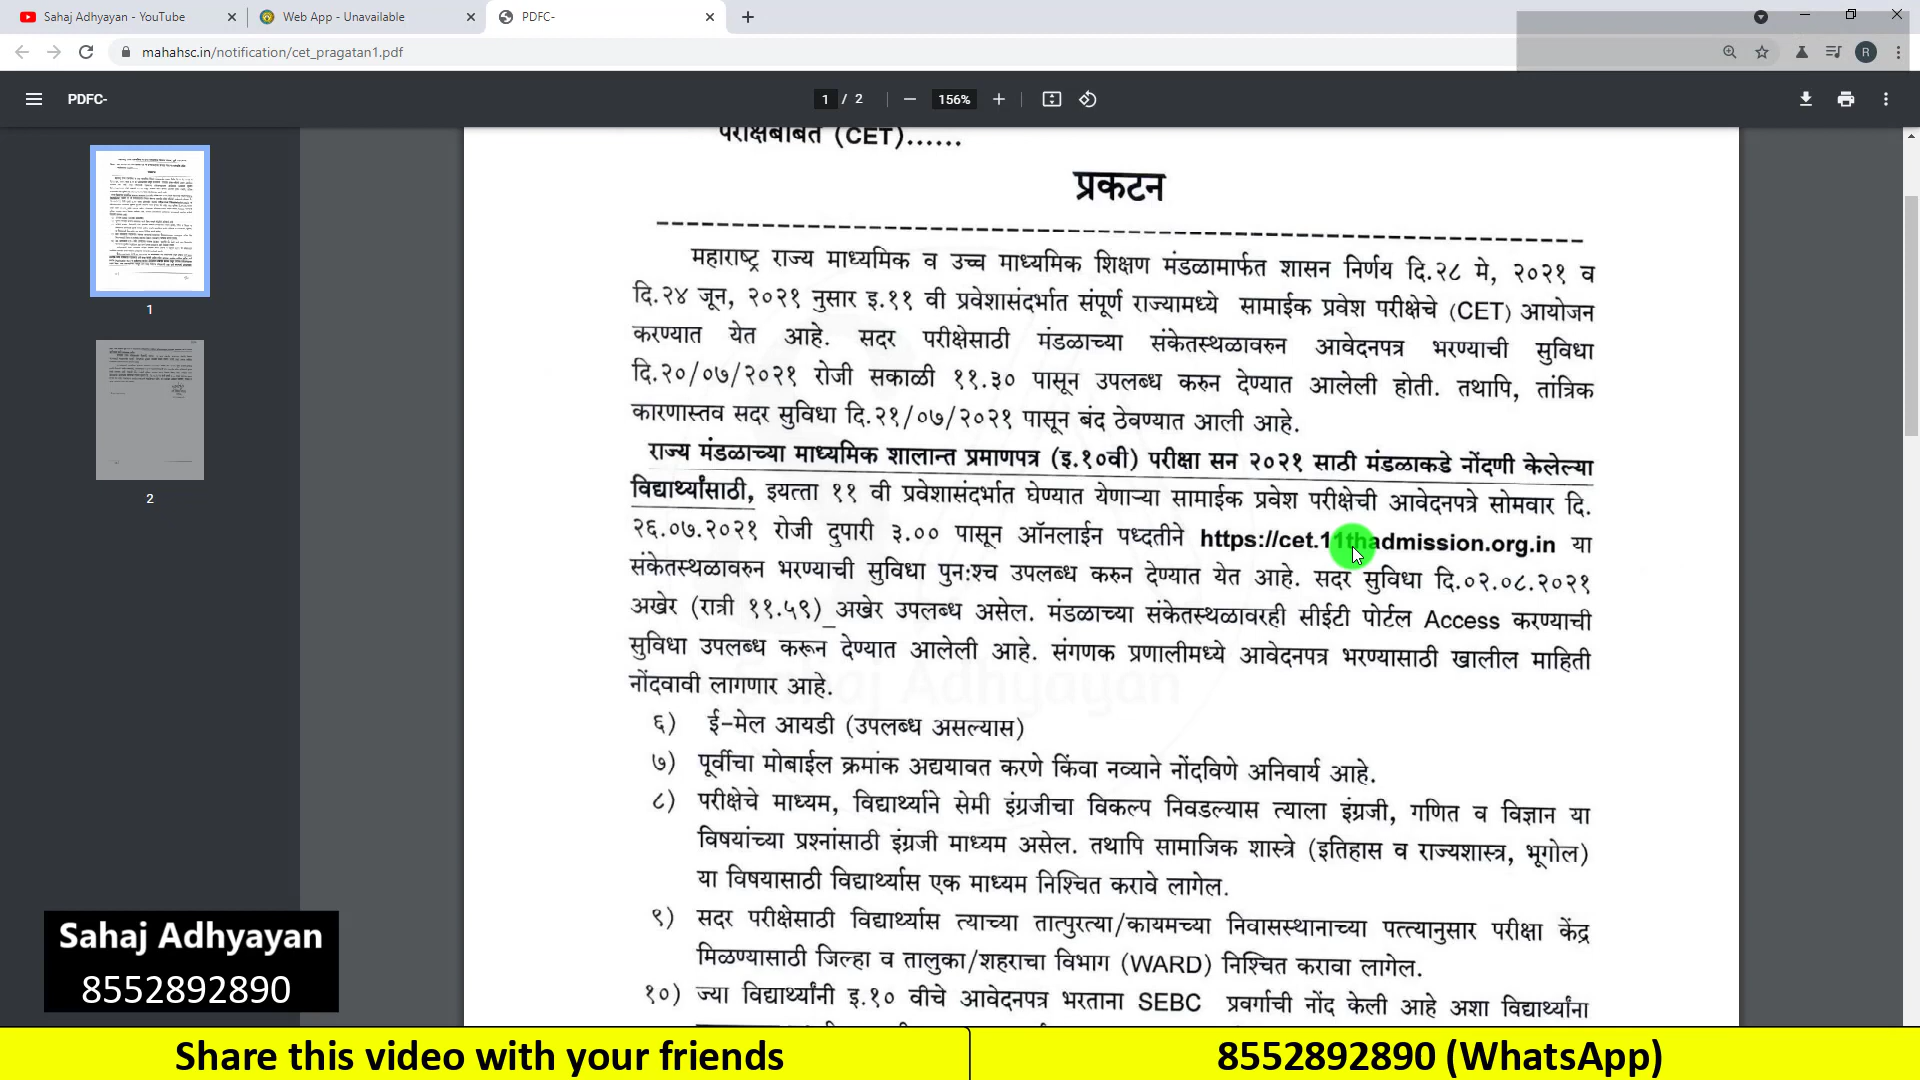 Sahaj Adhyayan - YouTube
Web App - Unavailable
PDFC-
mahahsc.in/notification/cet_pragatan1.pdf
R
PDFC-
1 / 2
156%
1
2
परीक्षेबाबत (CET)......
प्रकटन
महाराष्ट्र राज्य माध्यमिक व उच्च माध्यमिक शिक्षण मंडळामार्फत शासन निर्णय दि.२८ मे, २०२१ व
दि.२४ जून, २०२१ नुसार इ.११ वी प्रवेशासंदर्भात संपूर्ण राज्यामध्ये सामाईक प्रवेश परीक्षेचे (CET) आयोजन
करण्यात येत आहे. सदर परीक्षेसाठी मंडळाच्या संकेतस्थळावरुन आवेदनपत्र भरण्याची सुविधा
दि.२०/०७/२०२१ रोजी सकाळी ११.३० पासून उपलब्ध करुन देण्यात आलेली होती. तथापि, तांत्रिक
कारणास्तव सदर सुविधा दि.२१/०७/२०२१ पासून बंद ठेवण्यात आली आहे.
राज्य मंडळाच्या माध्यमिक शालान्त प्रमाणपत्र (इ.१०वी) परीक्षा सन २०२१ साठी मंडळाकडे नोंदणी केलेल्या
विद्यार्थ्यांसाठी, इयत्ता ११ वी प्रवेशासंदर्भात घेण्यात येणाऱ्या सामाईक प्रवेश परीक्षेची आवेदनपत्रे सोमवार दि.
२६.०७.२०२१ रोजी दुपारी ३.०० पासून ऑनलाईन पध्दतीने https://cet.11thadmission.org.in या
संकेतस्थळावरुन भरण्याची सुविधा पुन:श्च उपलब्ध करुन देण्यात येत आहे. सदर सुविधा दि.०२.०८.२०२१
अखेर (रात्री ११.५९)_अखेर उपलब्ध असेल. मंडळाच्या संकेतस्थळावरही सीईटी पोर्टल Access करण्याची
सुविधा उपलब्ध करून देण्यात आलेली आहे. संगणक प्रणालीमध्ये आवेदनपत्र भरण्यासाठी खालील माहिती
नोंदवावी लागणार आहे.
Sahaj Adhyayan
६) ई-मेल आयडी (उपलब्ध असल्यास)
७) पूर्वीचा मोबाईल क्रमांक अद्ययावत करणे किंवा नव्याने नोंदविणे अनिवार्य आहे.
८) परीक्षेचे माध्यम, विद्यार्थ्याने सेमी इंग्रजीचा विकल्प निवडल्यास त्याला इंग्रजी, गणित व विज्ञान या
विषयांच्या प्रश्नांसाठी इंग्रजी माध्यम असेल. तथापि सामाजिक शास्त्रे (इतिहास व राज्यशास्त्र, भूगोल)
या विषयासाठी विद्यार्थ्यास एक माध्यम निश्चित करावे लागेल.
९) सदर परीक्षेसाठी विद्यार्थ्यास त्याच्या तात्पुरत्या/कायमच्या निवासस्थानाच्या पत्त्यानुसार परीक्षा केंद्र
मिळण्यासाठी जिल्हा व तालुका/शहराचा विभाग (WARD) निश्चित करावा लागेल.
१०) ज्या विद्यार्थ्यांनी इ.१० वीचे आवेदनपत्र भरताना SEBC प्रवर्गाची नोंद केली आहे अशा विद्यार्थ्यांना
Sahaj Adhyayan
8552892890
Share this video with your friends
8552892890 (WhatsApp)